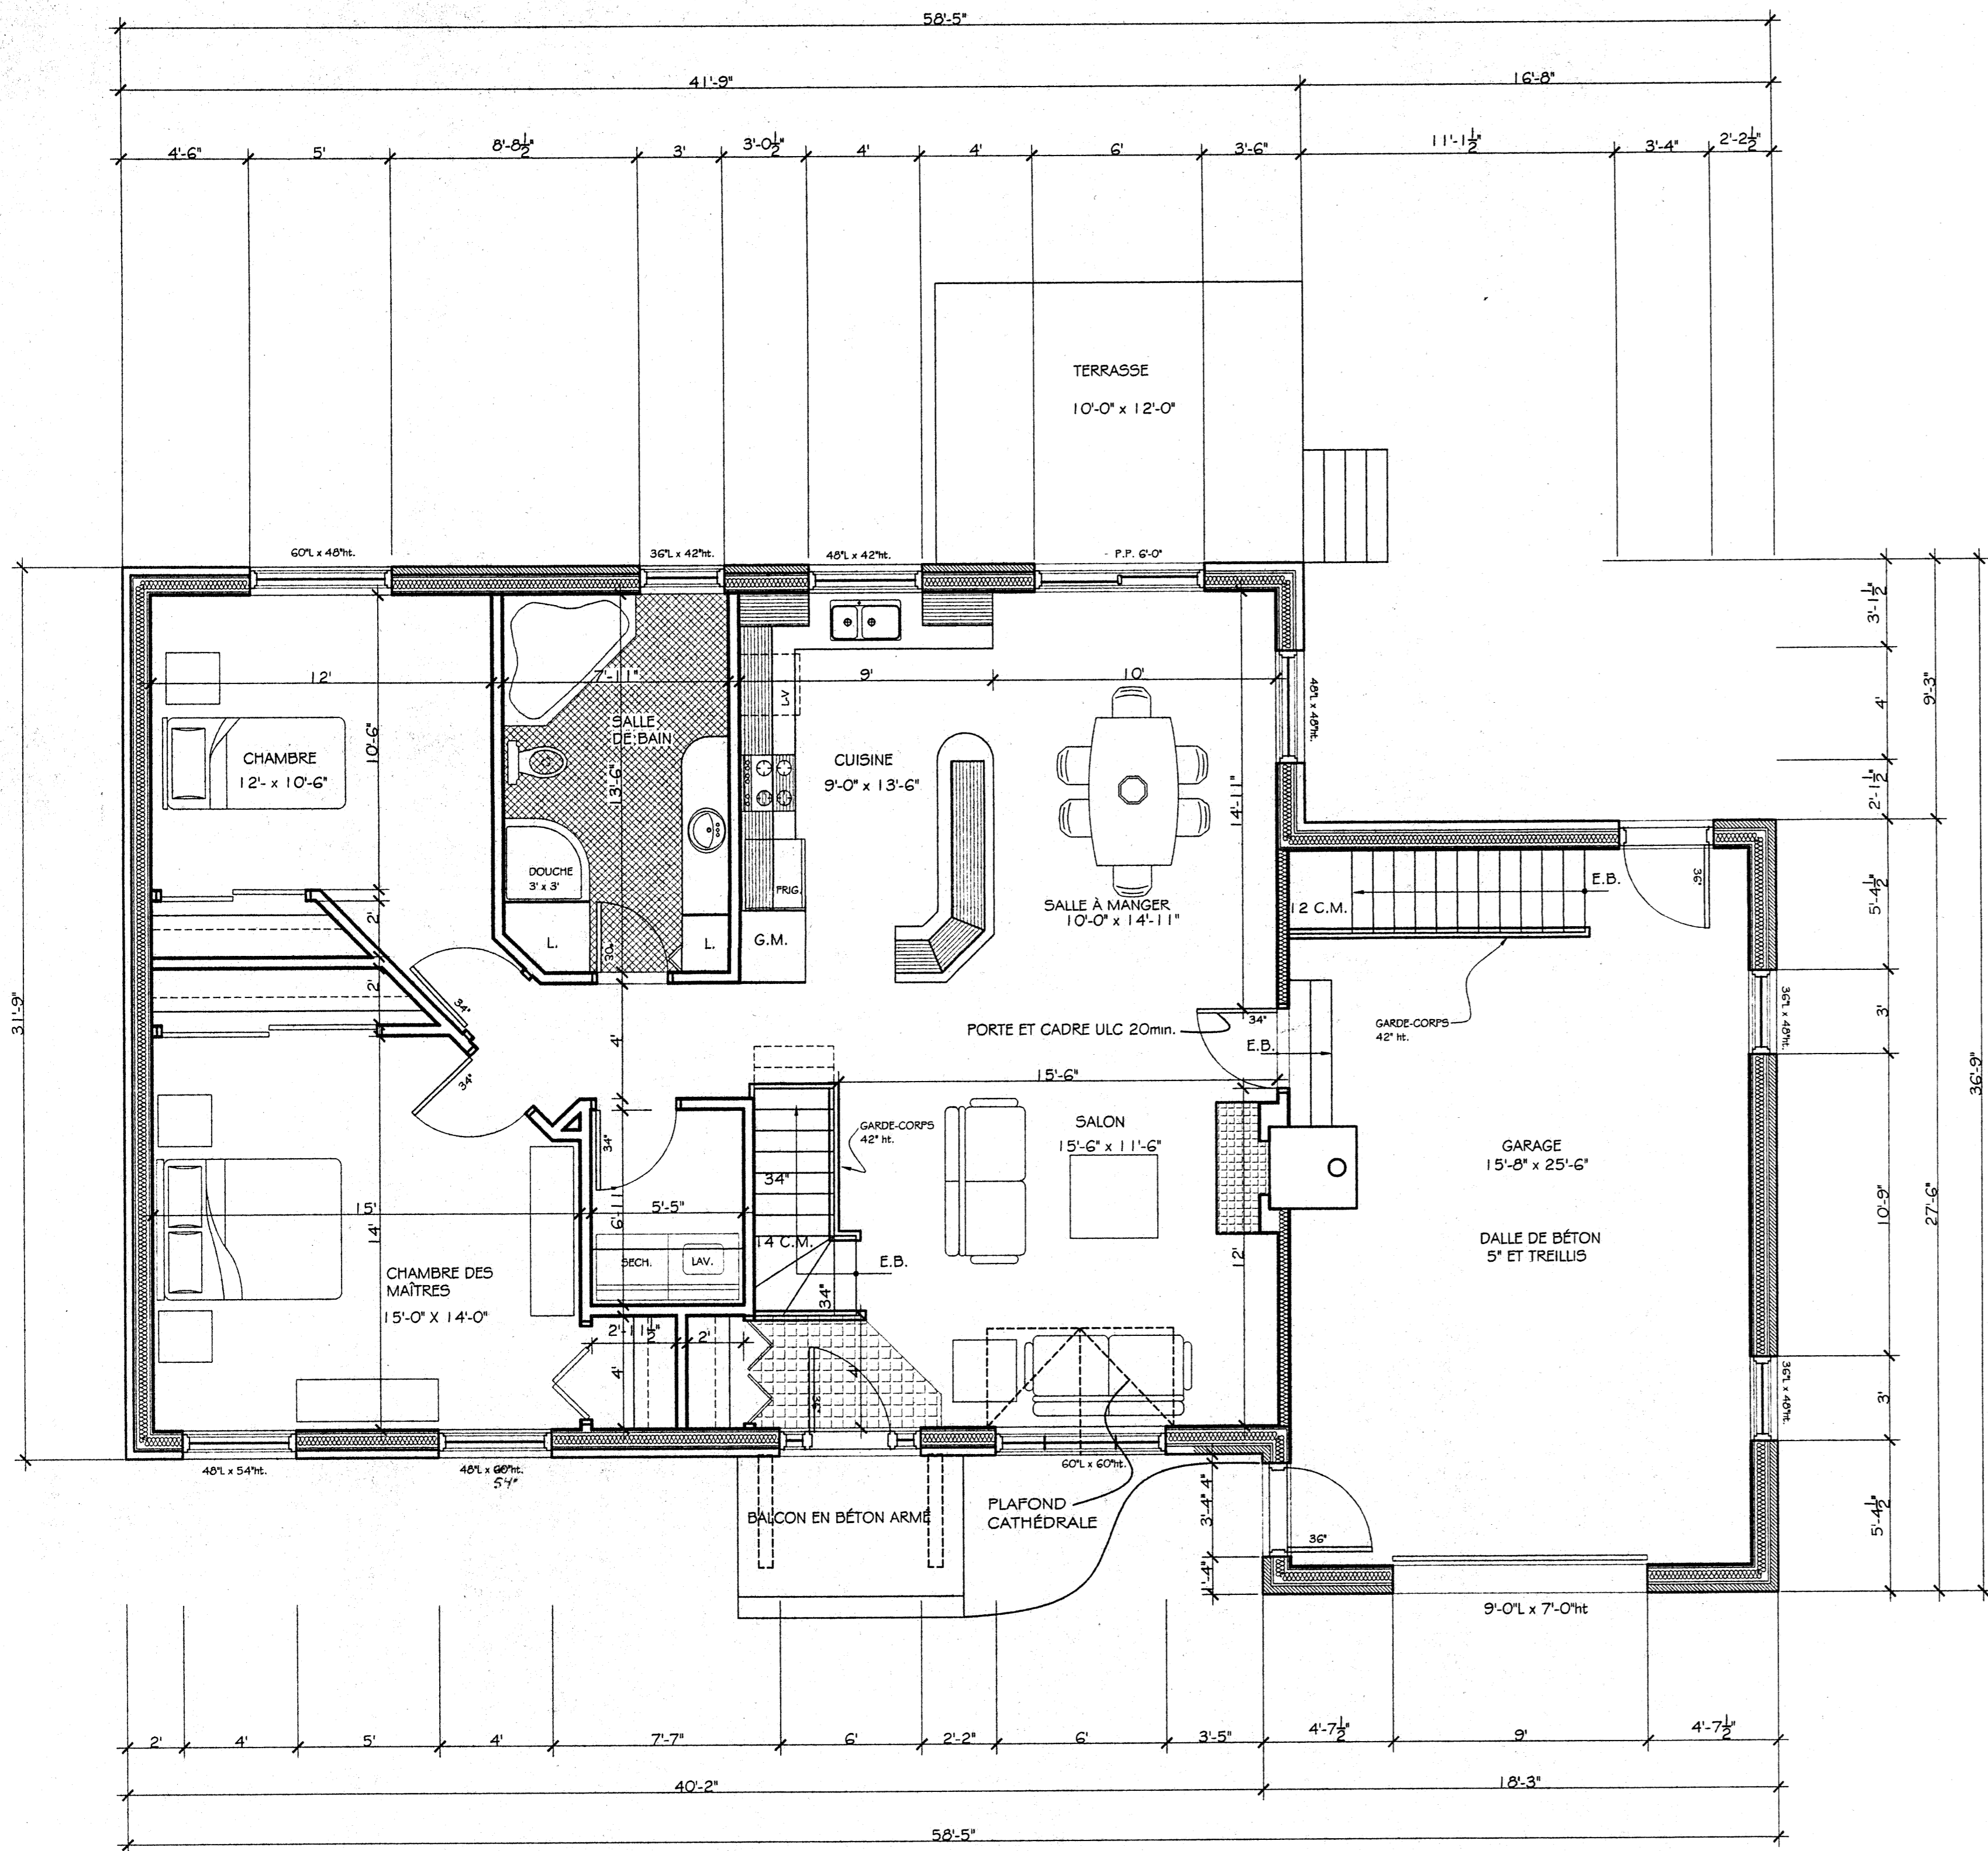 58'-5"
41'-9"
16'-8"
4'-6"
5'
8'-8½"
3'
3'-0½"
4'
4'
6'
3'-6"
11'-1½"
3'-4"
2'-2½"
TERRASSE
10'-0" x 12'-0"
60"L x 48"ht.
36"L x 42"ht.
48"L x 42"ht.
P.P. 6'-0"
3'-1½"
4'
2'-1½"
9'-3"
48"L x 48"ht.
12'
7'-11"
9'
10'
10'-6"
CHAMBRE
12'- x 10'-6"
SALLE
DE BAIN
13'-6"
LV
CUISINE
9'-0" x 13'-6"
14'-11"
DOUCHE
3' x 3'
FRIG.
L.
L.
30"
G.M.
SALLE À MANGER
10'-0" x 14'-11"
12 C.M.
E.B.
36"
5'-4½"
2'
2'
34"
34"
4'
PORTE ET CADRE ULC 20min.
34"
E.B.
GARDE-CORPS
42" ht.
36"L x 48"ht.
3'
31'-9"
36'-9"
15'-6"
GARDE-CORPS
42" ht.
SALON
15'-6" x 11'-6"
GARAGE
15'-8" x 25'-6"
34"
34"
15'
14'
6'-11"
5'-5"
14 C.M.
SECH.
LAV.
E.B.
34"
12'
DALLE DE BÉTON
5" ET TREILLIS
10'-9"
27'-6"
CHAMBRE DES
MAÎTRES
15'-0" X 14'-0"
2'-11½"
2'
2'
4'
4'
36"
36"L x 48"ht.
3'
48"L x 54"ht.
48"L x 60"ht.
54"
60"L x 60"ht.
BALCON EN BÉTON ARMÉ
PLAFOND
CATHÉDRALE
4"
3'-4"
1'-4"
36"
5'-4½"
9'-0"L x 7'-0"ht
2'
4'
5'
4'
7'-7"
6'
2'-2"
6'
3'-5"
4'-7½"
9'
4'-7½"
40'-2"
18'-3"
58'-5"